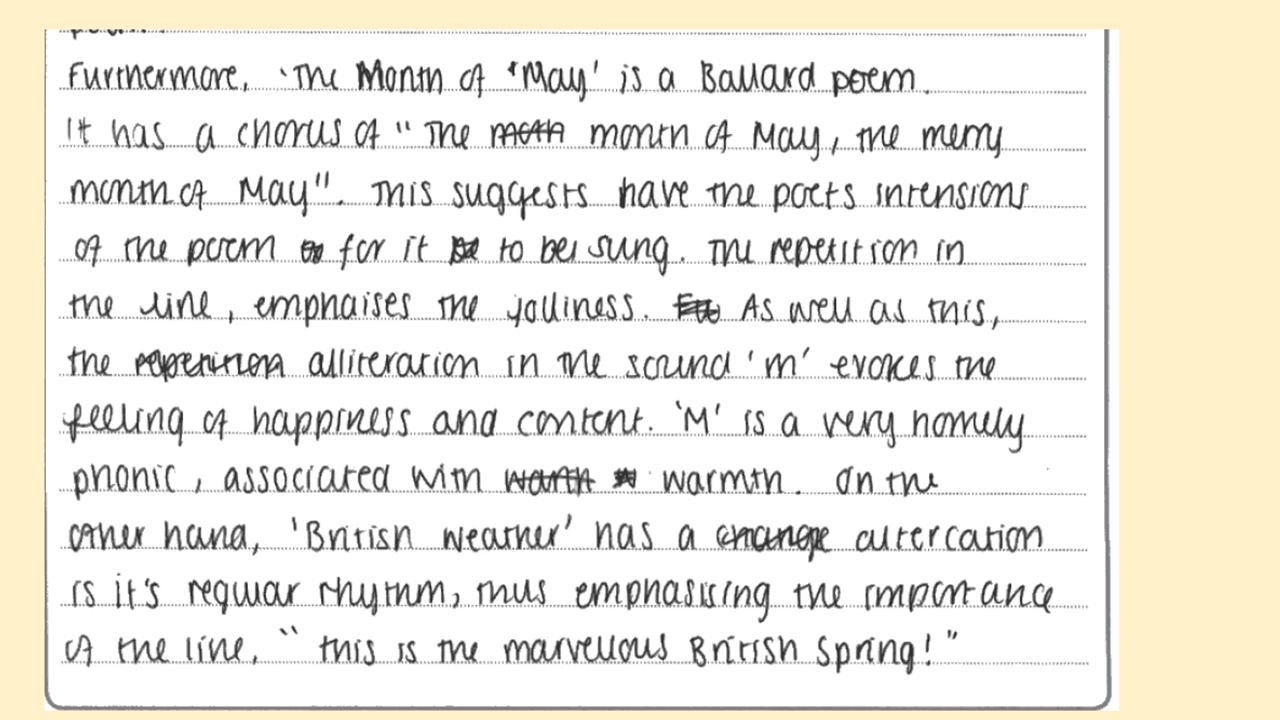 Furthermore, 'The Month of 'May' is a Ballard poem.
It has a chorus of "The month of May, the merry
month of May". This suggests have the poets intensions
of the poem for it to be sung. The repetition in
the line, emphaises the jolliness. As well as this,
the alliteration in the sound 'm' evokes the
feeling of happiness and content. 'M' is a very homely
phonic, associated with warmth. On the
other hand, 'British Weather' has a altercation
is it's regular rhythm, thus emphasising the importance
of the line, "this is the marvellous British Spring!"